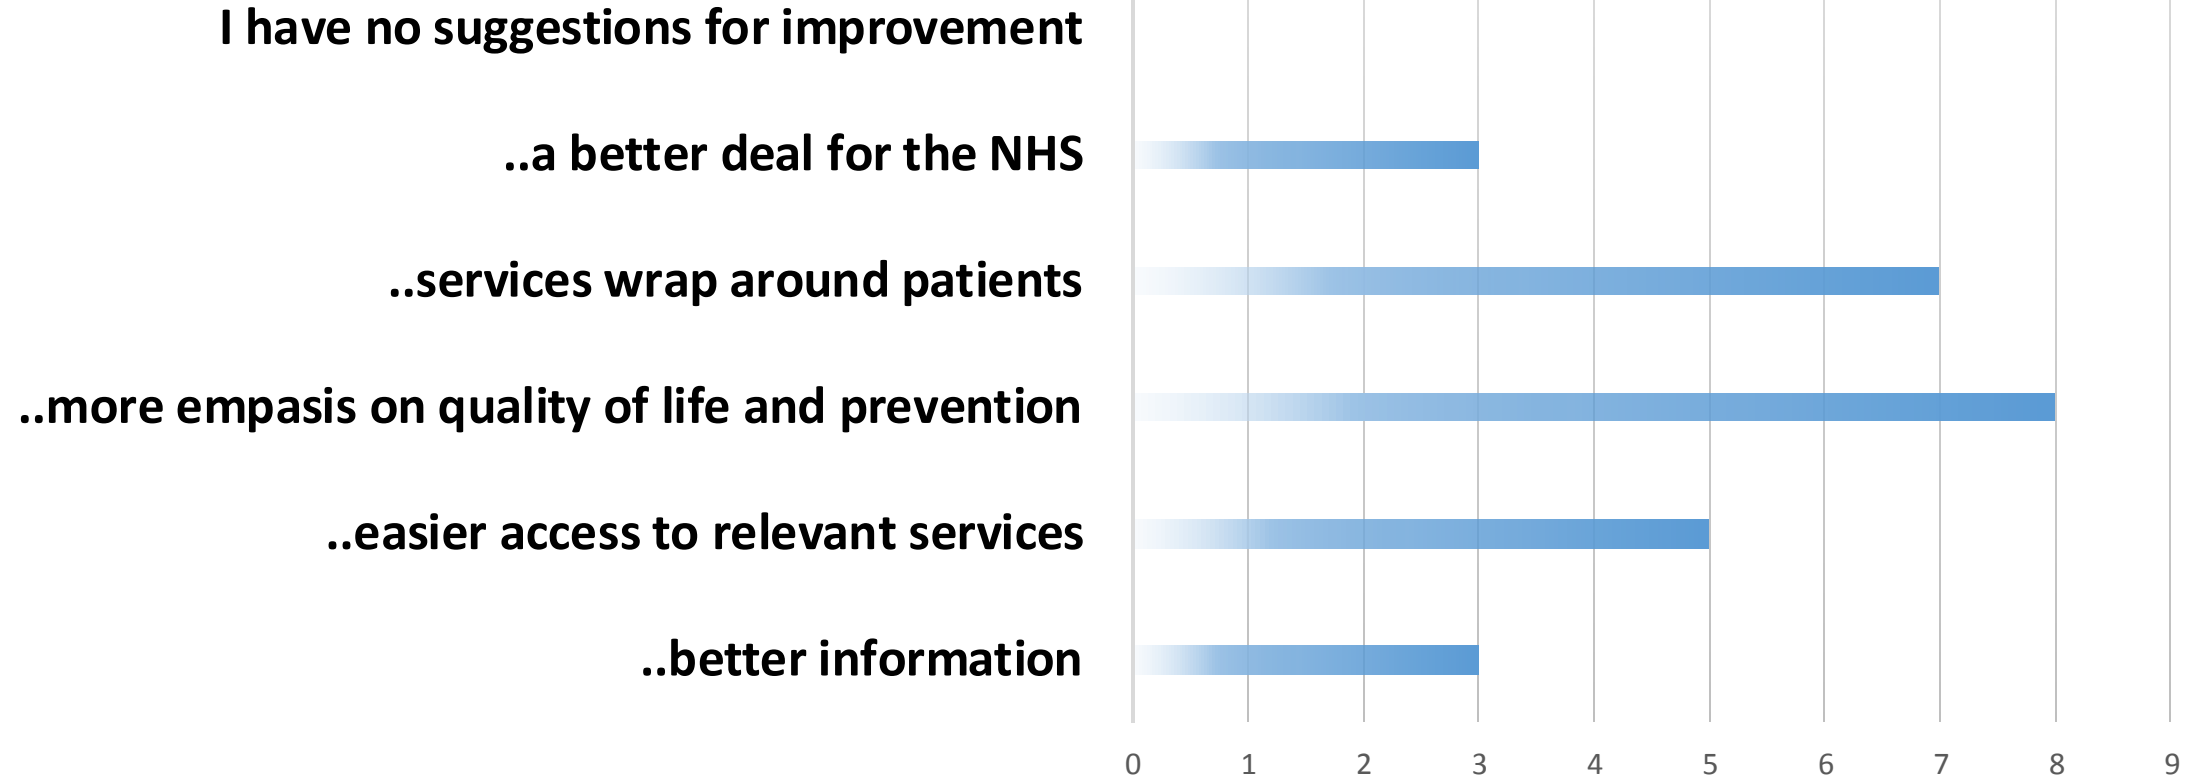 I have no suggestions for improvement
..a better deal for the NHS
..services wrap around patients
..more empasis on quality of life and prevention
..easier access to relevant services
..better information
0 1 2 3 4 5 6 7 8 9